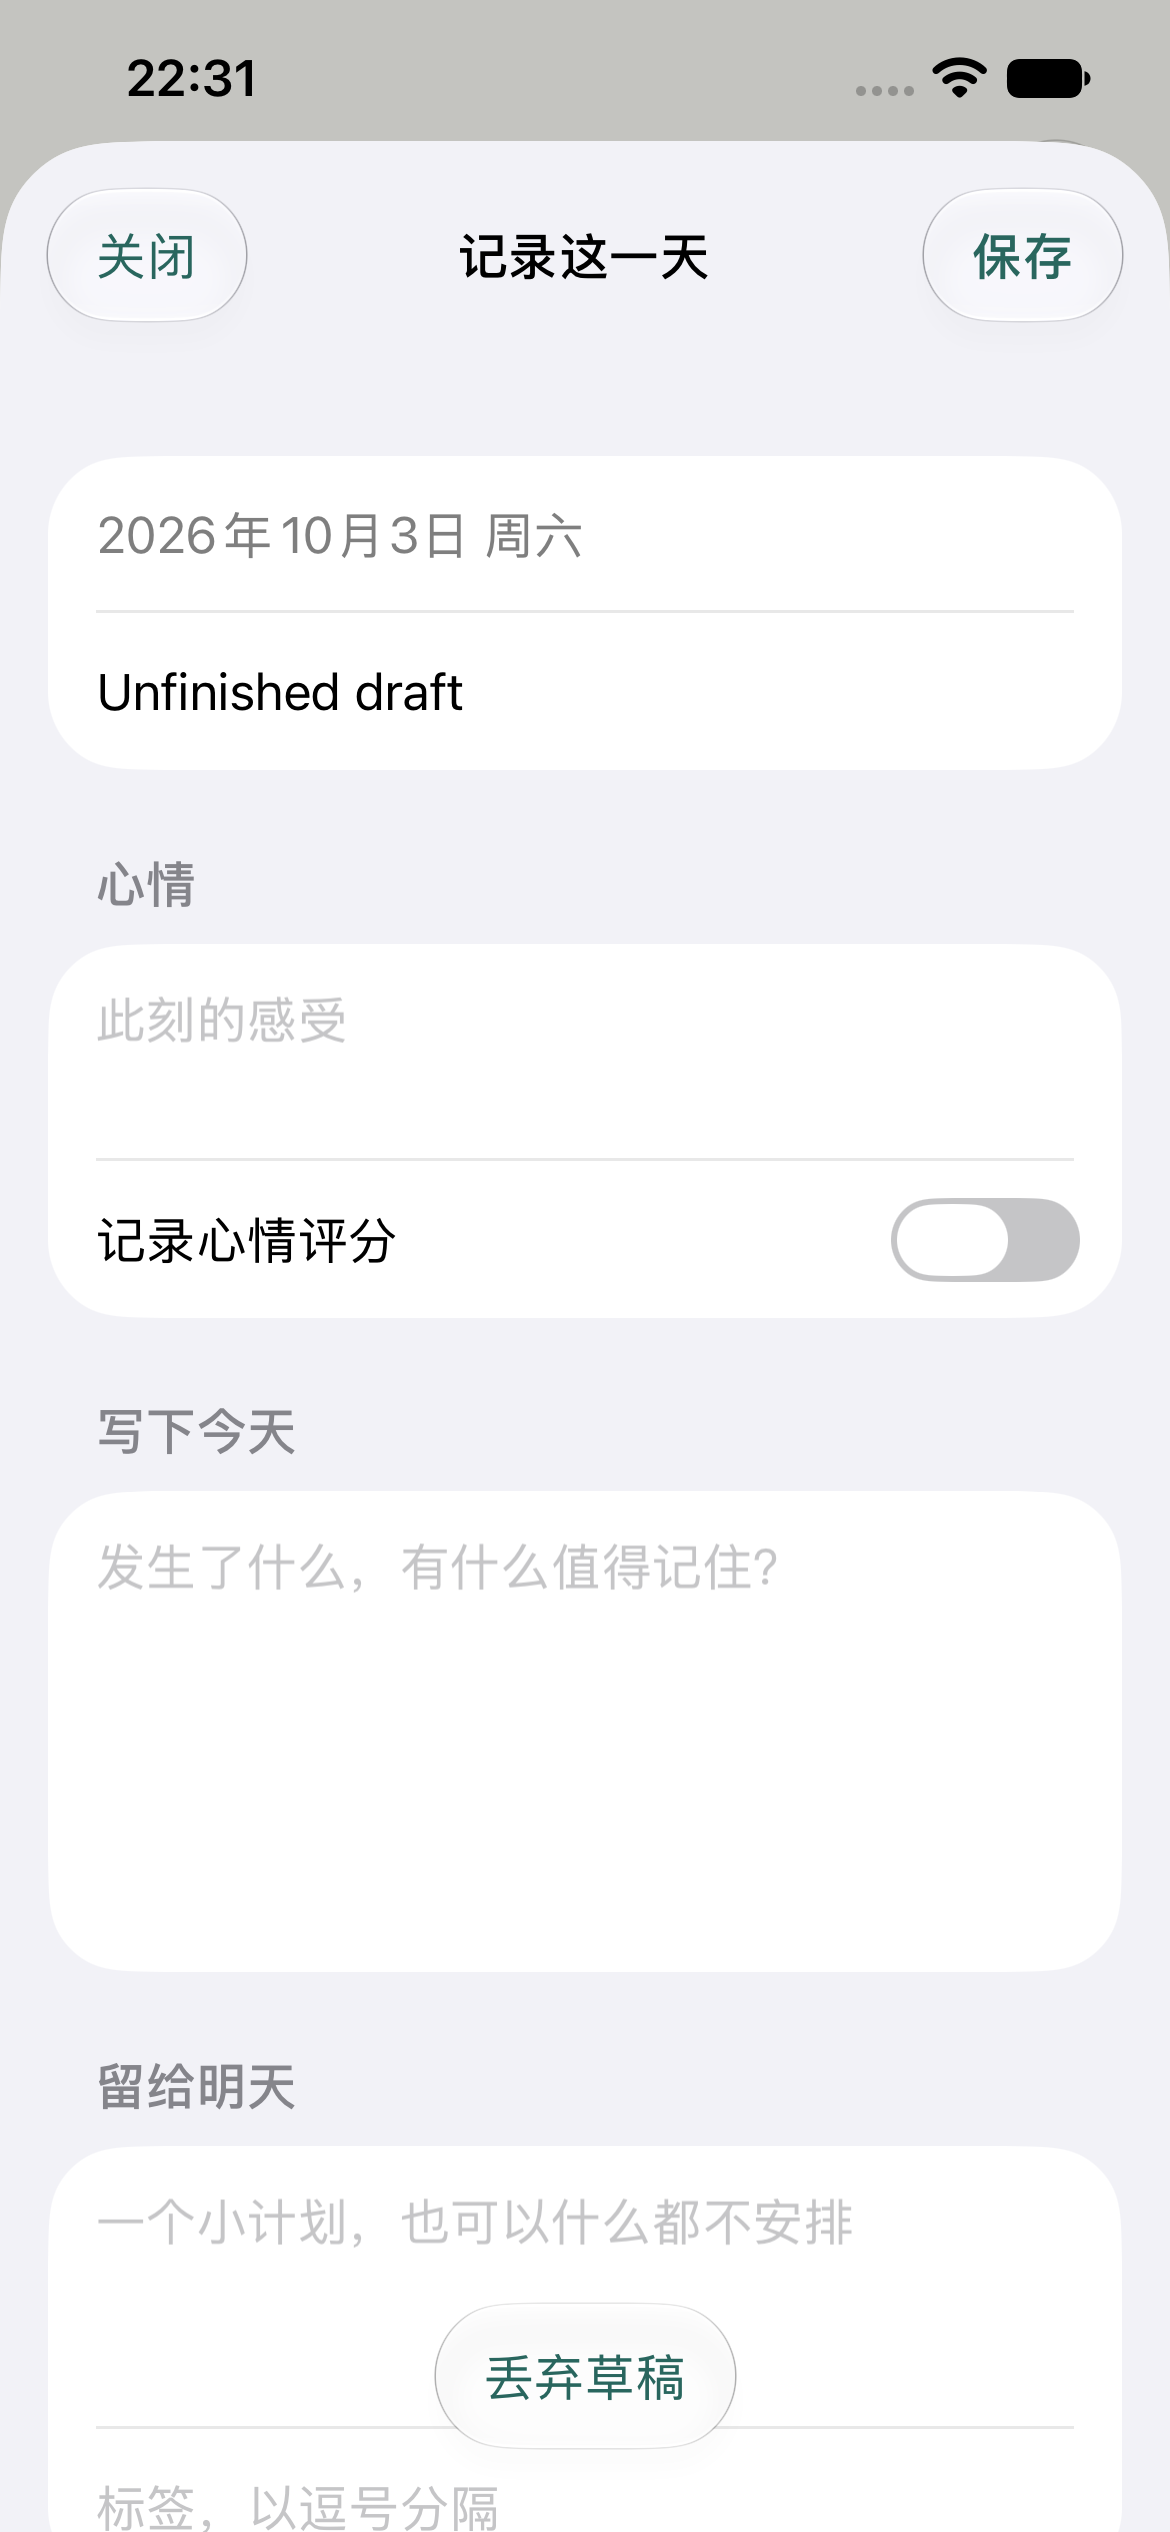 22:31
关闭
记录这一天
保存
2026年10月3日 周六
Unfinished draft
心情
此刻的感受
记录心情评分
写下今天
发生了什么，有什么值得记住？
留给明天
一个小计划，也可以什么都不安排
丢弃草稿
标签，以逗号分隔